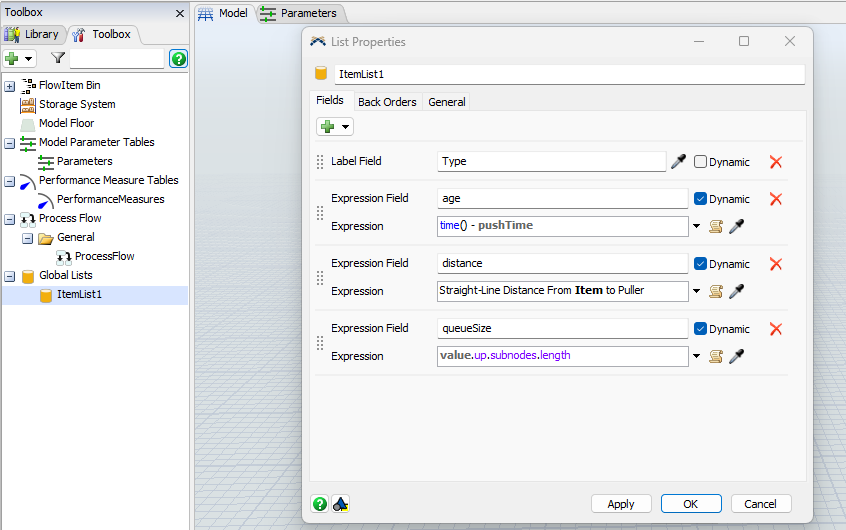 Toolbox
Library
Toolbox
FlowItem Bin
Storage System
Model Floor
Model Parameter Tables
Parameters
Performance Measure Tables
PerformanceMeasures
Process Flow
General
ProcessFlow
Global Lists
ItemList1
Model
Parameters
List Properties
ItemList1
Fields
Back Orders
General
Label Field
Type
Dynamic
Expression Field
age
Dynamic
Expression
time() - pushTime
Expression Field
distance
Dynamic
Expression
Straight-Line Distance From Item to Puller
Expression Field
queueSize
Dynamic
Expression
value.up.subnodes.length
Apply
OK
Cancel